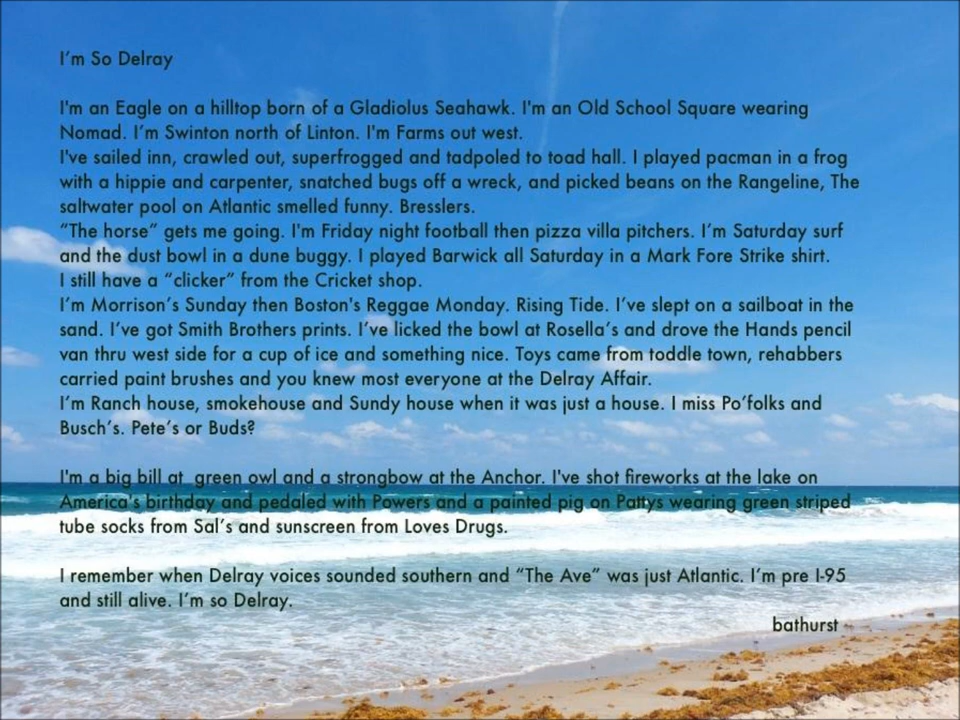 I’m So Delray
I'm an Eagle on a hilltop born of a Gladiolus Seahawk. I'm an Old School Square wearing
Nomad. I’m Swinton north of Linton. I'm Farms out west.
I've sailed inn, crawled out, superfrogged and tadpoled to toad hall. I played pacman in a frog
with a hippie and carpenter, snatched bugs off a wreck, and picked beans on the Rangeline, The
saltwater pool on Atlantic smelled funny. Bresslers.
“The horse” gets me going. I'm Friday night football then pizza villa pitchers. I’m Saturday surf
and the dust bowl in a dune buggy. I played Barwick all Saturday in a Mark Fore Strike shirt.
I still have a “clicker” from the Cricket shop.
I’m Morrison’s Sunday then Boston's Reggae Monday. Rising Tide. I’ve slept on a sailboat in the
sand. I’ve got Smith Brothers prints. I’ve licked the bowl at Rosella’s and drove the Hands pencil
van thru west side for a cup of ice and something nice. Toys came from toddle town, rehabbers
carried paint brushes and you knew most everyone at the Delray Affair.
I’m Ranch house, smokehouse and Sundy house when it was just a house. I miss Po’folks and
Busch’s. Pete’s or Buds?
I'm a big bill at  green owl and a strongbow at the Anchor. I've shot fireworks at the lake on
America's birthday and pedaled with Powers and a painted pig on Pattys wearing green striped
tube socks from Sal’s and sunscreen from Loves Drugs.
I remember when Delray voices sounded southern and “The Ave” was just Atlantic. I’m pre I-95
and still alive. I’m so Delray.
bathurst